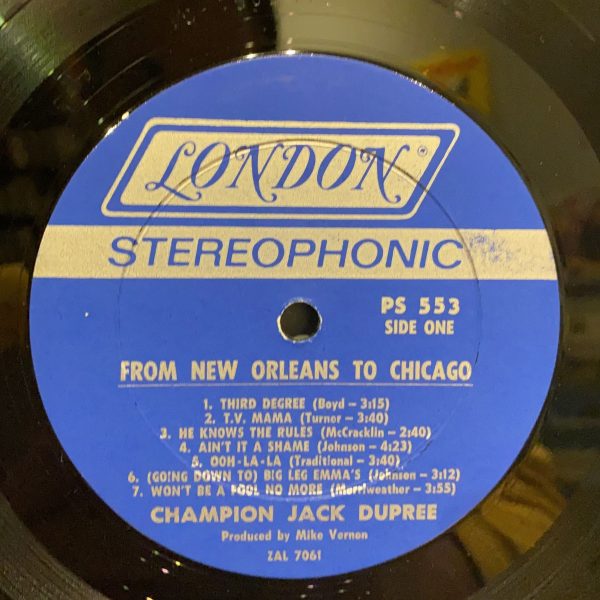 LONDON®
STEREOPHONIC
PS 553
SIDE ONE
FROM NEW ORLEANS TO CHICAGO
1. THIRD DEGREE (Boyd – 3:15)
2. T.V. MAMA (Turner – 3:40)
3. HE KNOWS THE RULES (McCracklin – 2:40)
4. AIN'T IT A SHAME (Johnson – 4:23)
5. OOH-LA-LA (Traditional – 3:40)
6. (GOING DOWN TO) BIG LEG EMMA'S (Johnson – 3:12)
7. WON'T BE A FOOL NO MORE (Merriweather – 3:55)
CHAMPION JACK DUPREE
Produced by Mike Vernon
ZAL 7061